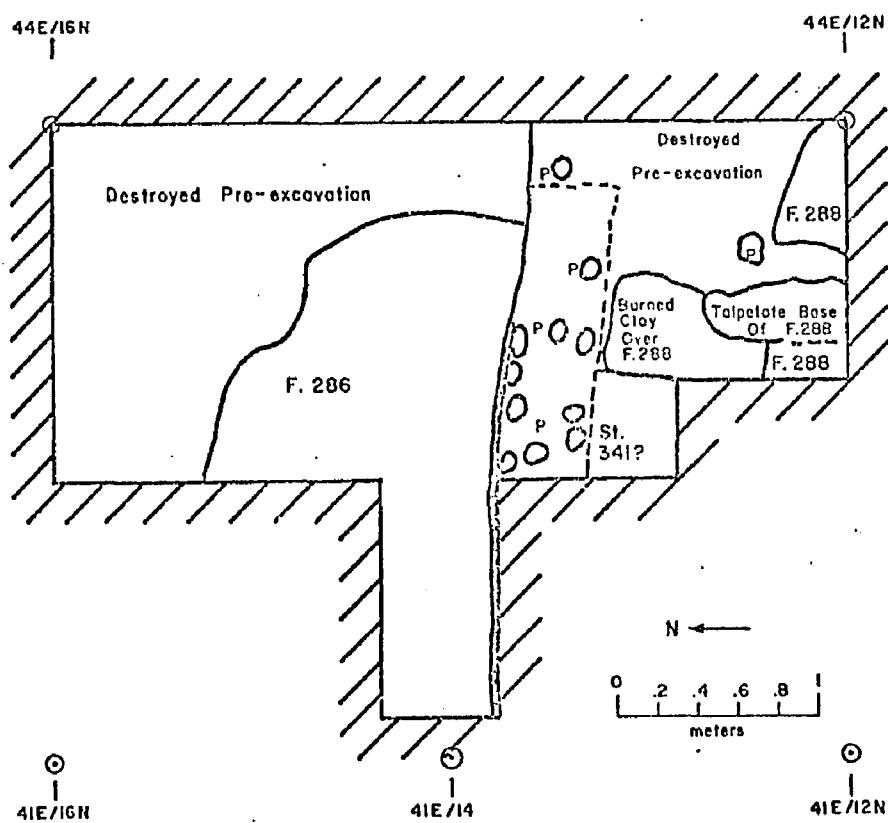 44E/16N
44E/12N
Destroyed
Pre-excavation
Destroyed Pre-excavation
P
F. 288
P
P
Burned
Clay
Over
F. 288
Talpetate Base
Of F. 288
P
F. 288
F. 286
P
St.
341?
N
0 .2 .4 .6 .8 1
meters
41E/16N
41E/14
41E/12N